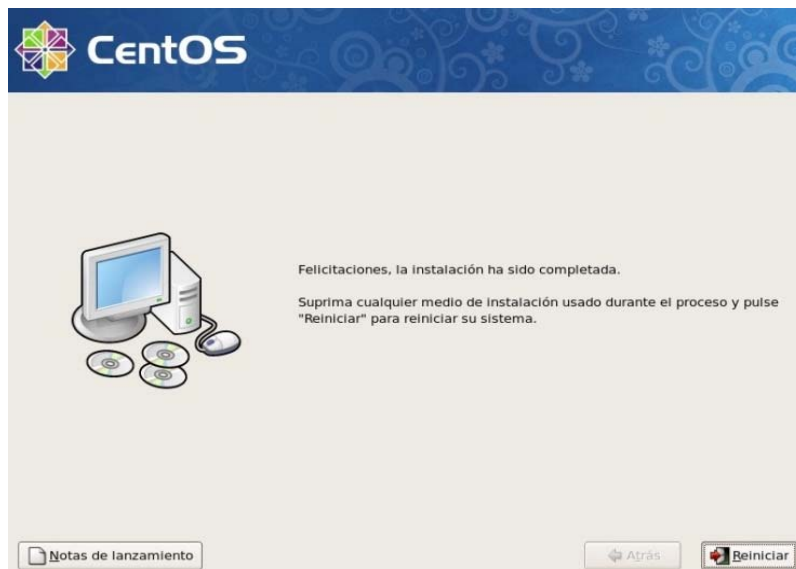 CentOS
Felicitaciones, la instalación ha sido completada.
Suprima cualquier medio de instalación usado durante el proceso y pulse
"Reiniciar" para reiniciar su sistema.
Notas de lanzamiento
Atrás
Reiniciar